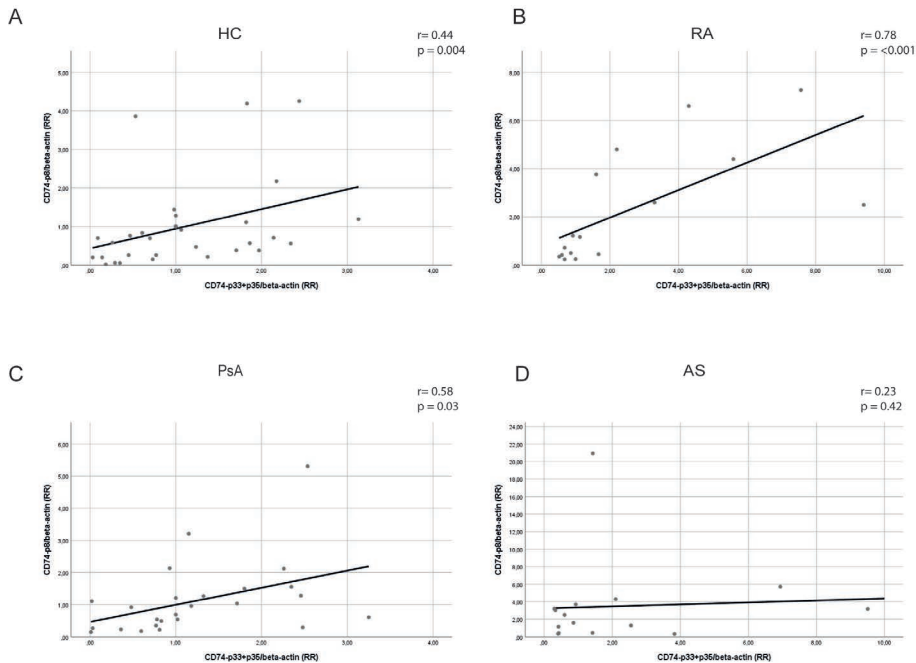 A
HC
r= 0.44
p = 0.004
CD74-p8/beta-actin (RR)
5,00
4,00
3,00
2,00
1,00
,00
,00 1,00 2,00 3,00 4,00
CD74-p33+p35/beta-actin (RR)
B
RA
r= 0.78
p = <0.001
CD74-p8/beta-actin (RR)
8,00
6,00
4,00
2,00
,00
,00 2,00 4,00 6,00 8,00 10,00
CD74-p33+p35/beta-actin (RR)
C
PsA
r= 0.58
p = 0.03
CD74-p8/beta-actin (RR)
6,00
5,00
4,00
3,00
2,00
1,00
,00
,00 1,00 2,00 3,00 4,00
CD74-p33+p35/beta-actin (RR)
D
AS
r= 0.23
p = 0.42
CD74-p8/beta-actin (RR)
24,00
22,00
20,00
18,00
16,00
14,00
12,00
10,00
8,00
6,00
4,00
2,00
,00
,00 2,00 4,00 6,00 8,00 10,00
CD74-p33+p35/beta-actin (RR)